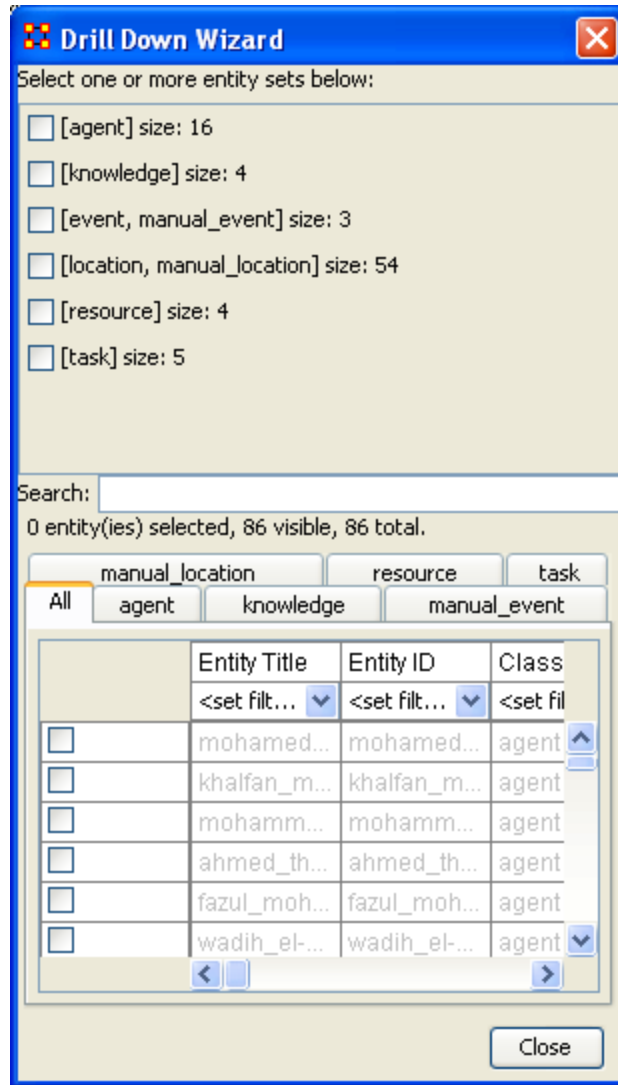 Drill Down Wizard
Select one or more entity sets below:
[agent] size: 16
[knowledge] size: 4
[event, manual_event] size: 3
[location, manual_location] size: 54
[resource] size: 4
[task] size: 5
Search:
0 entity(ies) selected, 86 visible, 86 total.
manual_location resource task
All agent knowledge manual_event
Entity Title Entity ID Class
<set filt... <set filt... <set fil
mohamed... mohamed... agent
khalfan_m... khalfan_m... agent
mohamm... mohamm... agent
ahmed_th... ahmed_th... agent
fazul_moh... fazul_moh... agent
wadih_el-... wadih_el-... agent
Close